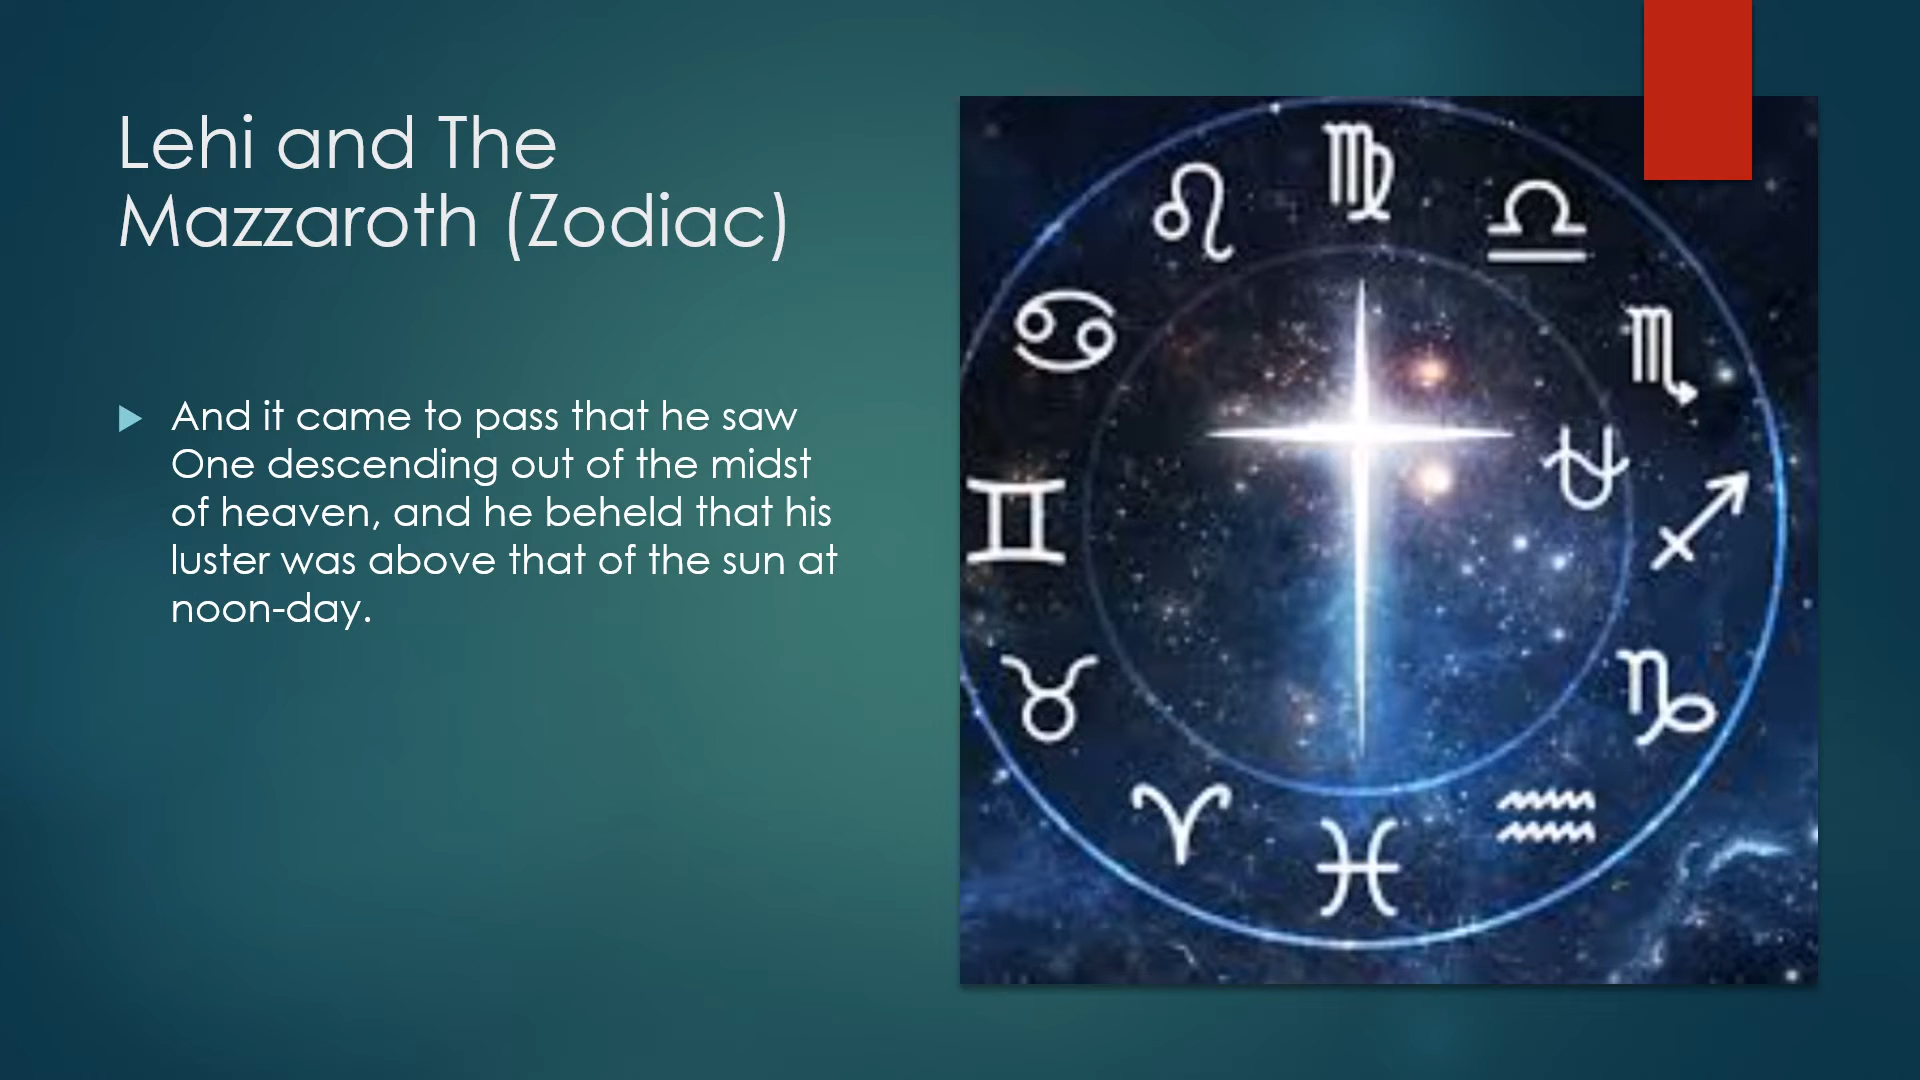 Lehi and The
Mazzaroth (Zodiac)
And it came to pass that he saw
One descending out of the midst
of heaven, and he beheld that his
luster was above that of the sun at
noon-day.